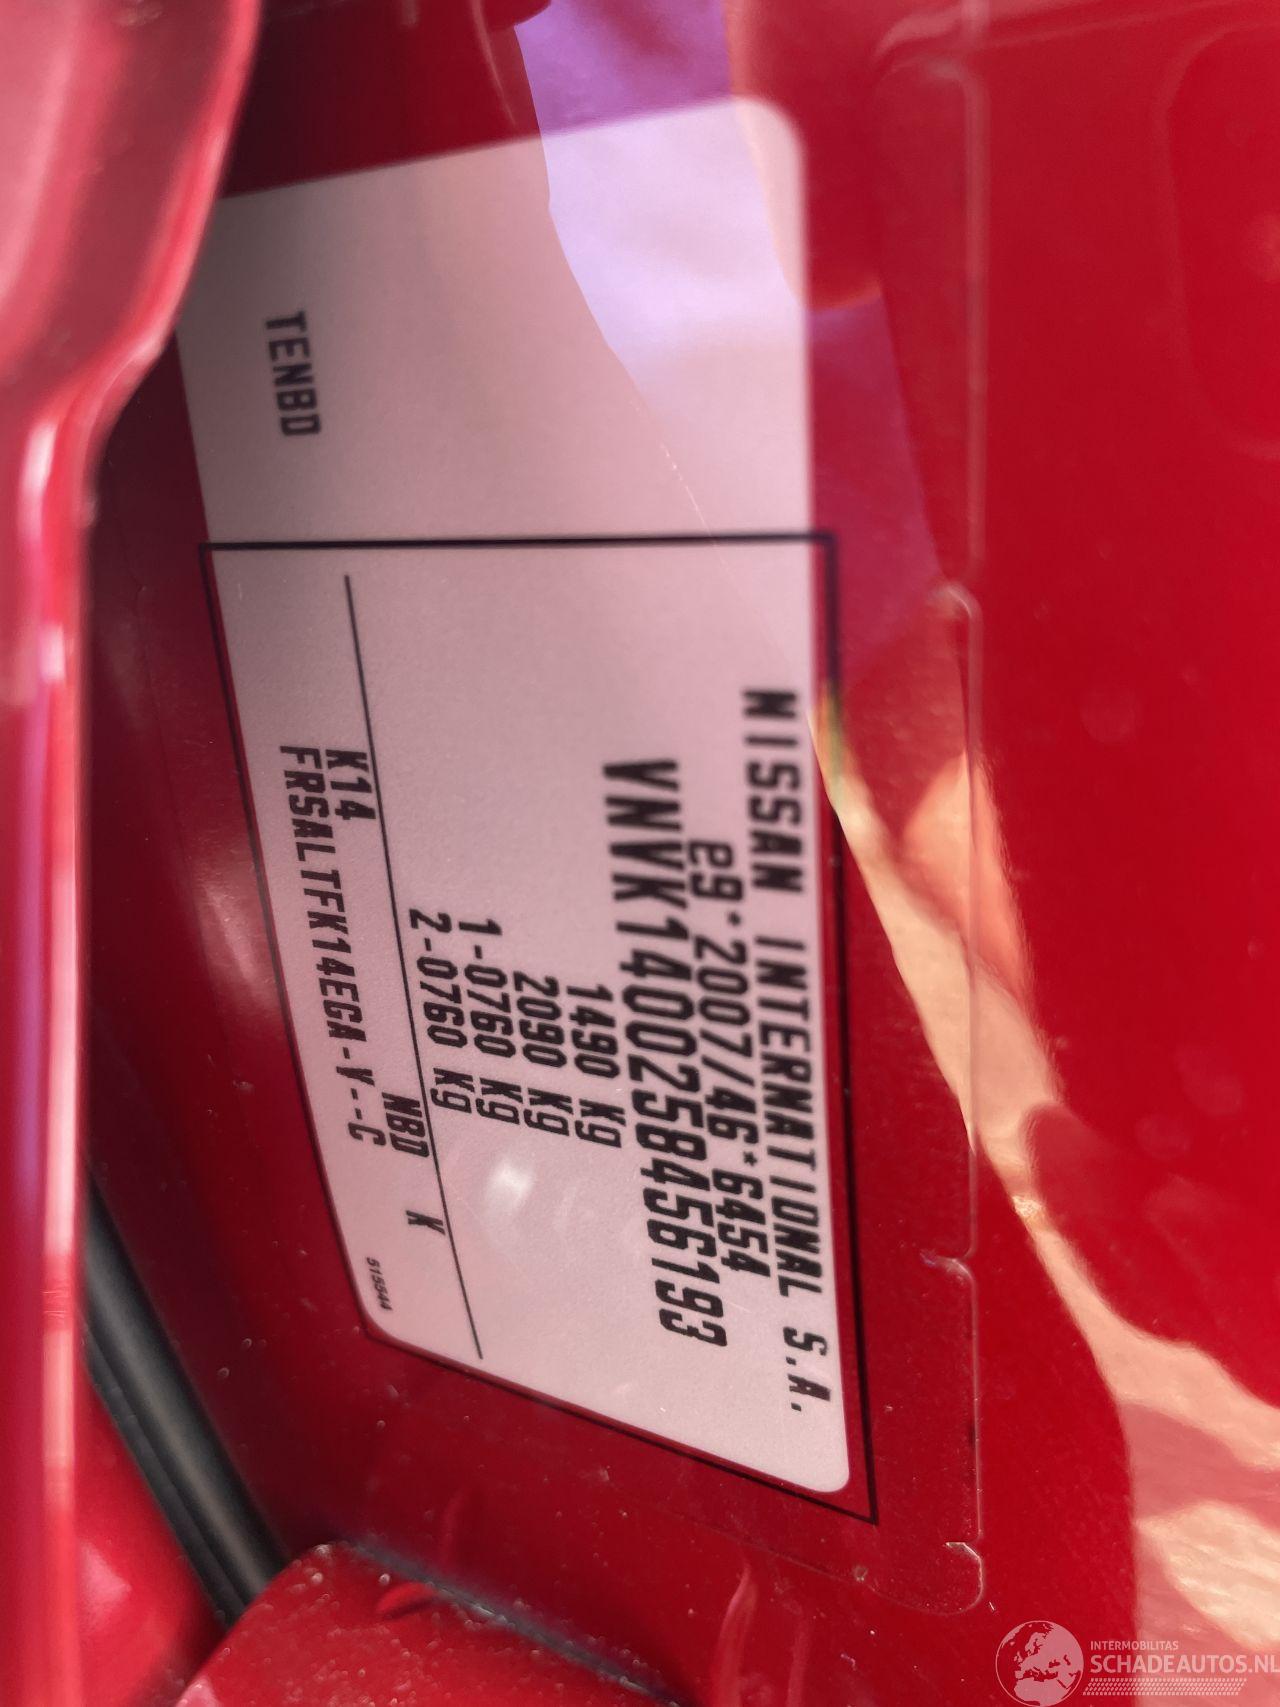 NISSAN INTERNATIONAL S.A.
e9*2007/46*6454
VNVK1400258456193
1490 Kg
2090 Kg
1-0760 Kg
2-0760 Kg
NBD K
K14
FRSALTFK14EGA-V--C
515544
TENBD
INTERMOBILITAS
SCHADEAUTOS.NL